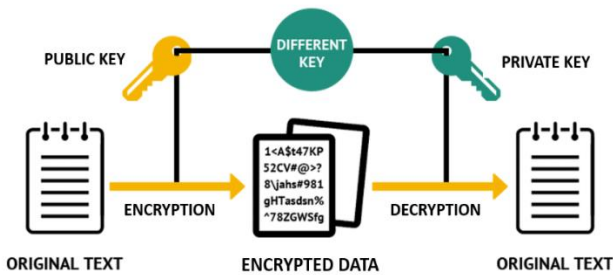 DIFFERENT
KEY
PUBLIC KEY
PRIVATE KEY
1<A$t47KP
52CV#@>?
8\jahs#981
gHTasdsn%
^78ZGWSfg
ENCRYPTION
DECRYPTION
ORIGINAL TEXT
ENCRYPTED DATA
ORIGINAL TEXT